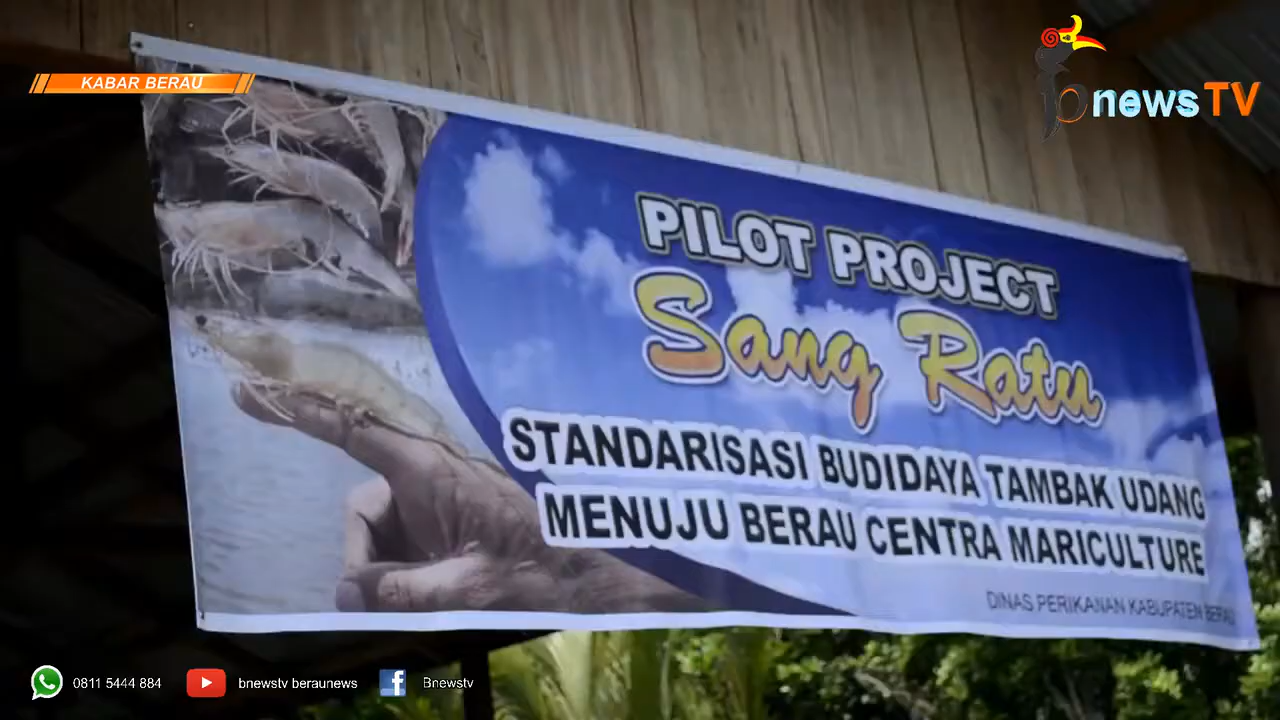 KABAR BERAU
bnewsTV
PILOT PROJECT
Sang Ratu
STANDARISASI BUDIDAYA TAMBAK UDANG
MENUJU BERAU CENTRA MARICULTURE
DINAS PERIKANAN KABUPATEN BERAU
0811 5444 884
bnewstv beraunews
Bnewstv